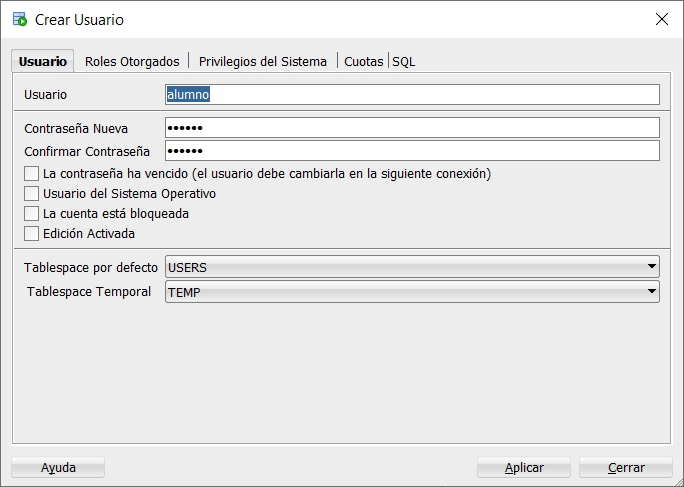 Crear Usuario
Usuario Roles Otorgados Privilegios del Sistema Cuotas SQL
Usuario alumno
Contraseña Nueva ••••••
Confirmar Contraseña ••••••
La contraseña ha vencido (el usuario debe cambiarla en la siguiente conexión)
Usuario del Sistema Operativo
La cuenta está bloqueada
Edición Activada
Tablespace por defecto USERS
Tablespace Temporal TEMP
Ayuda Aplicar Cerrar